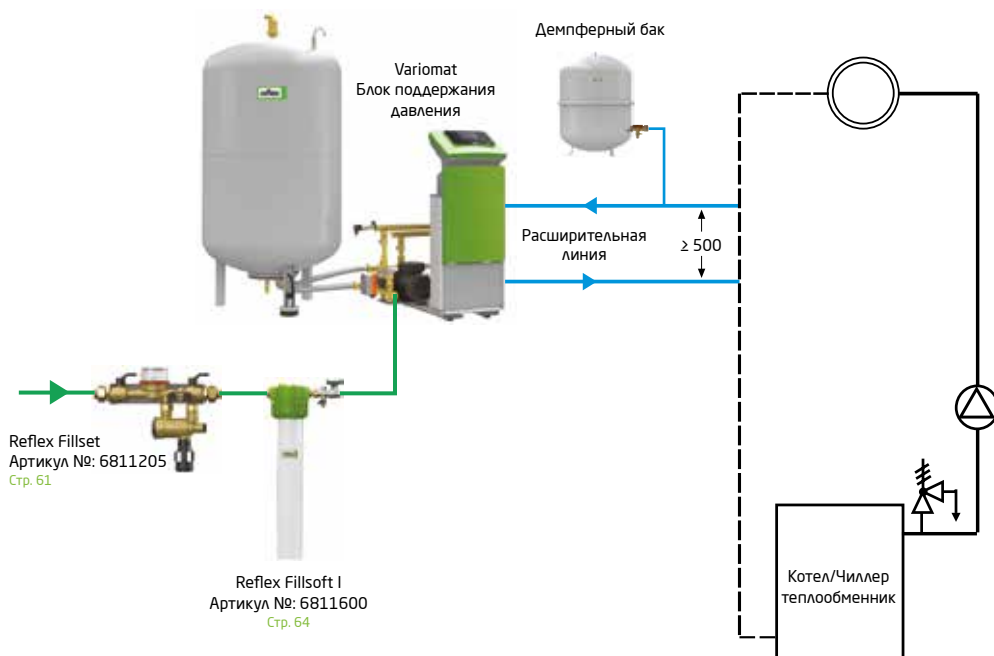 Демпферный бак
Variomat
Блок поддержания
давления
reflex
Расширительная
линия
≥ 500
Reflex Fillset
Артикул №: 6811205
Стр. 61
Reflex Fillsoft I
Артикул №: 6811600
Стр. 64
Котел/Чиллер
теплообменник